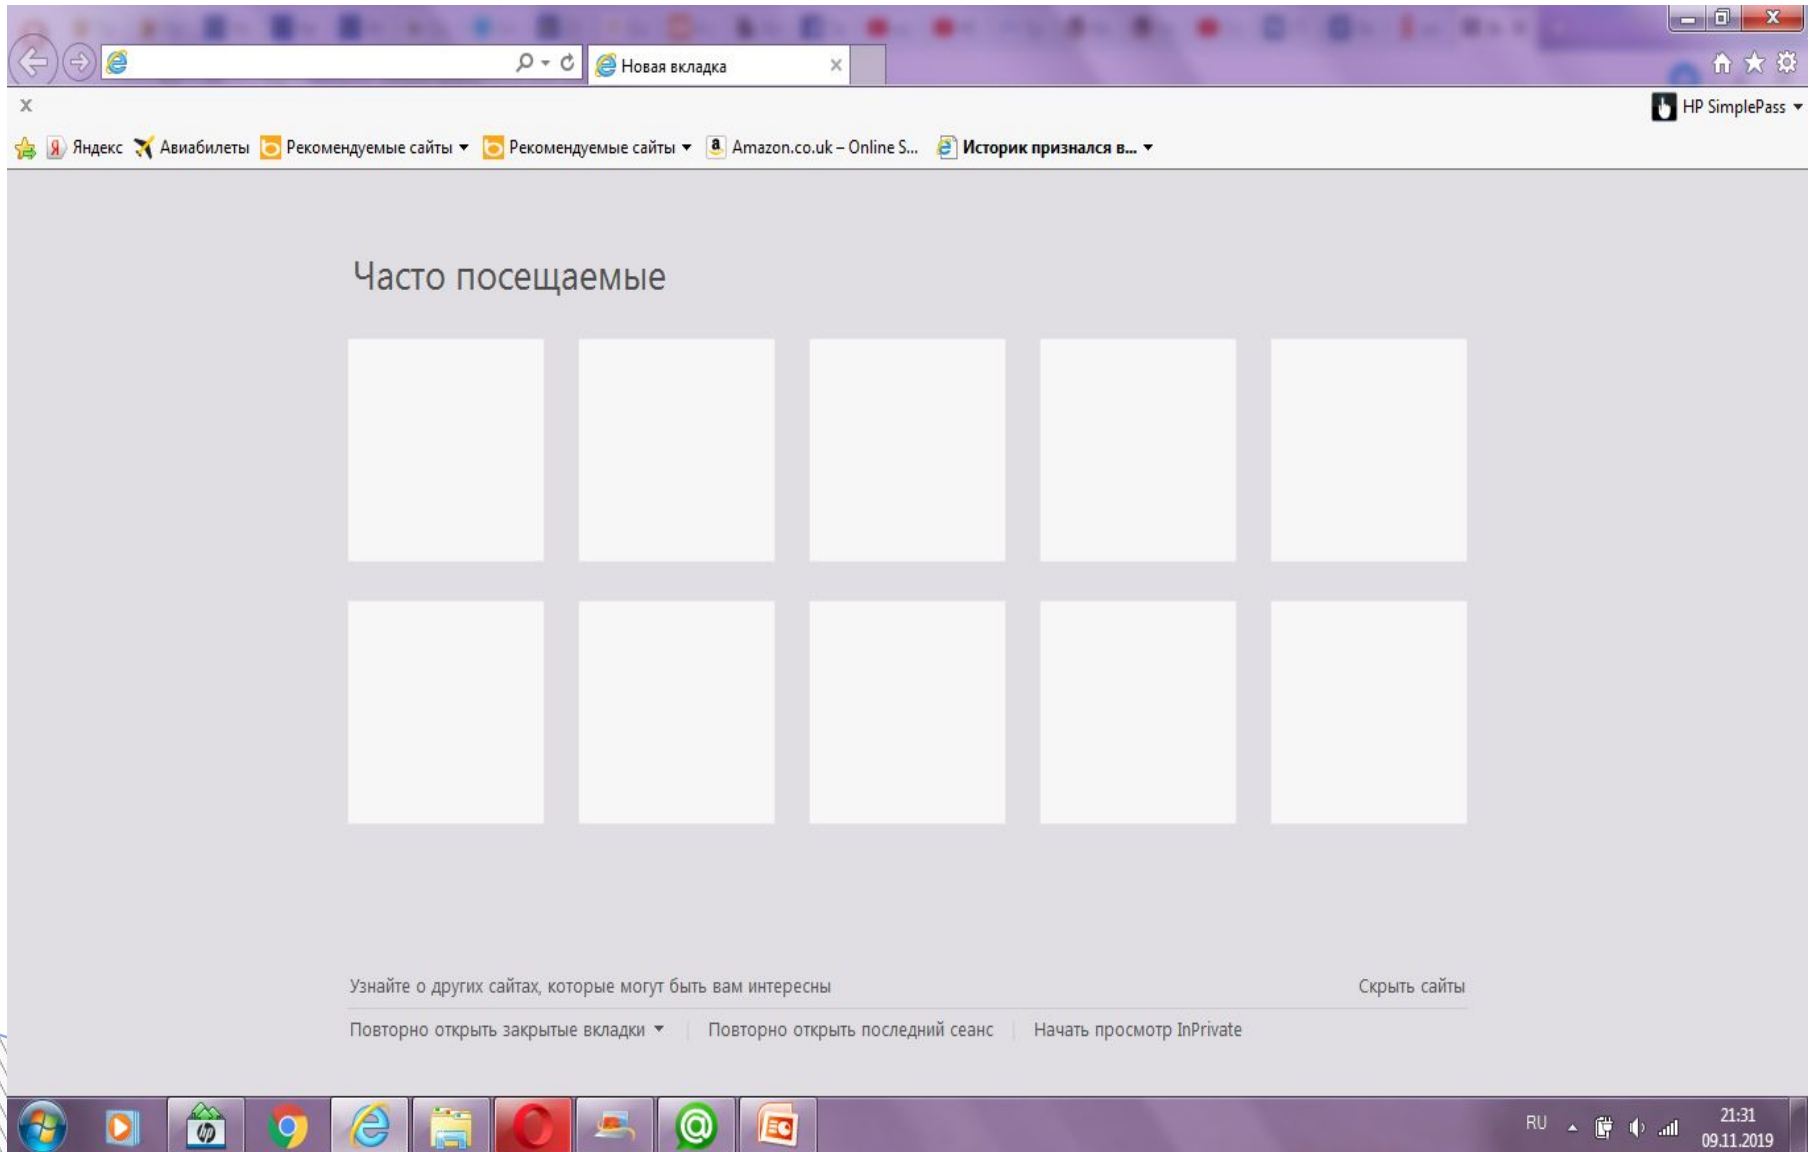 Новая вкладка
x
HP SimplePass
Яндекс Авиабилеты Рекомендуемые сайты Рекомендуемые сайты Amazon.co.uk – Online S... Историк признался в...
Часто посещаемые
Узнайте о других сайтах, которые могут быть вам интересны Скрыть сайты
Повторно открыть закрытые вкладки Повторно открыть последний сеанс Начать просмотр InPrivate
RU 21:31
09.11.2019